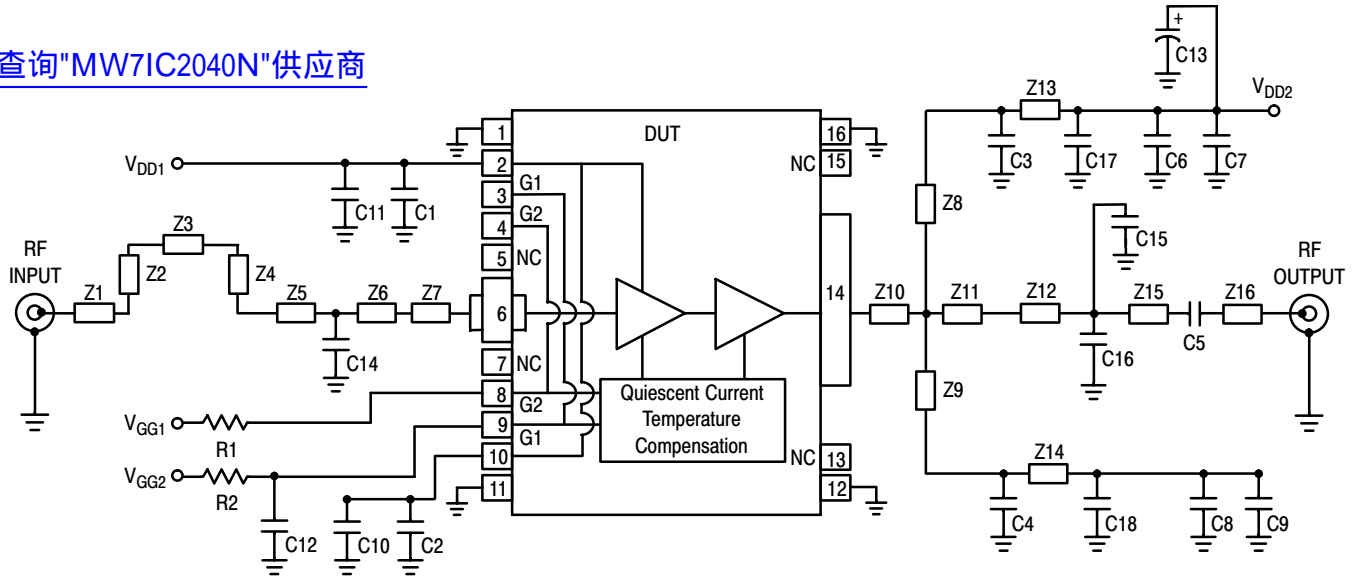 查询"MW7IC2040N"供应商
C13
Z13
VDD2
1
DUT
16
VDD1
2
NC 15
C3
C17
C6
C7
G1
3
C11
C1
Z8
G2
4
Z3
C15
RF
INPUT
5
NC
Z2
Z4
RF
OUTPUT
Z1
Z5
Z6
Z7
6
14
Z10
Z11
Z12
Z15
Z16
C5
C14
7
NC
C16
8
G2
Quiescent Current
Temperature
Compensation
Z9
VGG1
R1
9
G1
10
NC 13
Z14
VGG2
R2
11
12
C12
C10
C2
C4
C18
C8
C9